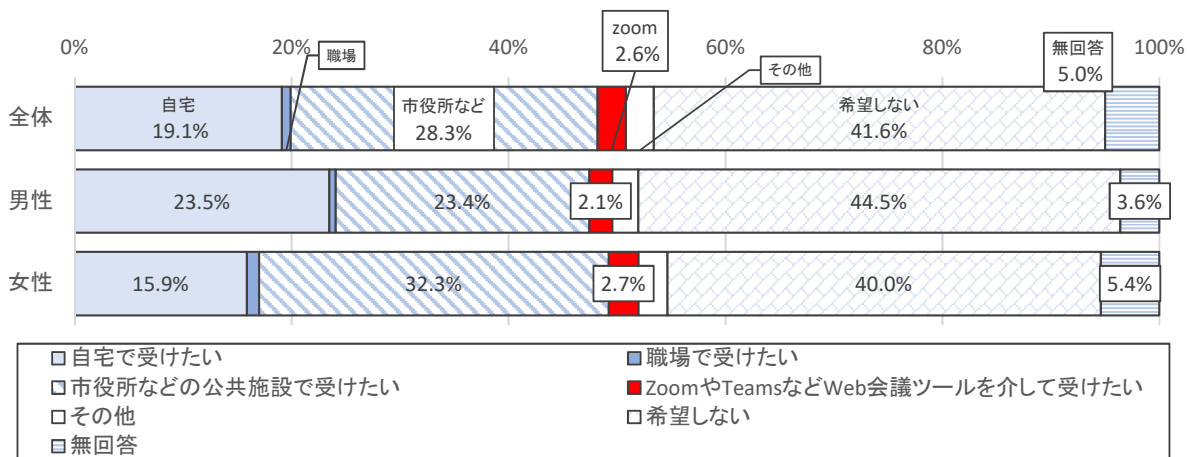 0% 20% 40% 60% 80% 100%
職場
zoom
2.6%
その他
無回答
5.0%
全体
自宅
19.1%
市役所など
28.3%
希望しない
41.6%
男性
23.5%
23.4%
2.1%
44.5%
3.6%
女性
15.9%
32.3%
2.7%
40.0%
5.4%
自宅で受けたい
職場で受けたい
市役所などの公共施設で受けたい
ZoomやTeamsなどWeb会議ツールを介して受けたい
その他
希望しない
無回答